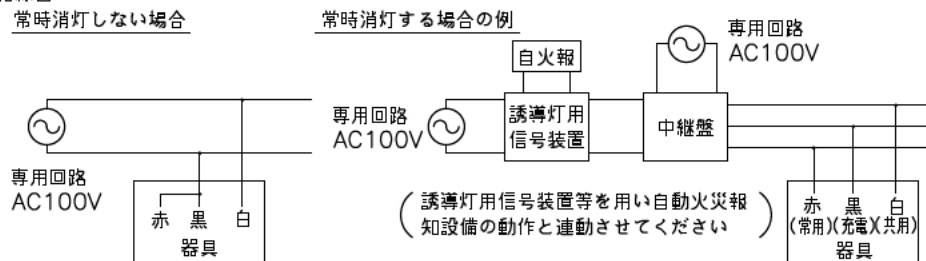 常時消灯しない場合
専用回路
AC100V
赤 黒 白
器具
常時消灯する場合の例
自火報
専用回路
AC100V
誘導灯用
信号装置
中継盤
専用回路
AC100V
誘導灯用信号装置等を用い自動火災報
知設備の動作と連動させてください
赤 黒 白
(常用)(充電)(共用)
器具